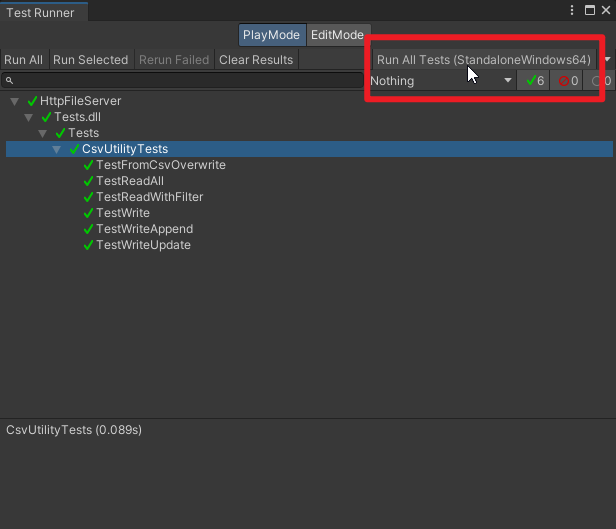 Test Runner
PlayMode EditMode
Run All Run Selected Rerun Failed Clear Results Run All Tests (StandaloneWindows64)
Nothing 6 0 0
HttpFileServer
Tests.dll
Tests
CsvUtilityTests
TestFromCsvOverwrite
TestReadAll
TestReadWithFilter
TestWrite
TestWriteAppend
TestWriteUpdate
CsvUtilityTests (0.089s)